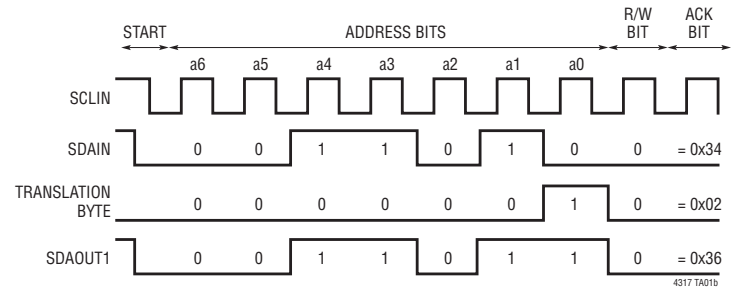 START ADDRESS BITS R/W BIT ACK BIT
a6 a5 a4 a3 a2 a1 a0
SCLIN
SDAIN 0 0 1 1 0 1 0 0 = 0x34
TRANSLATION BYTE 0 0 0 0 0 0 1 0 = 0x02
SDAOUT1 0 0 1 1 0 1 1 0 = 0x36
4317 TA01b